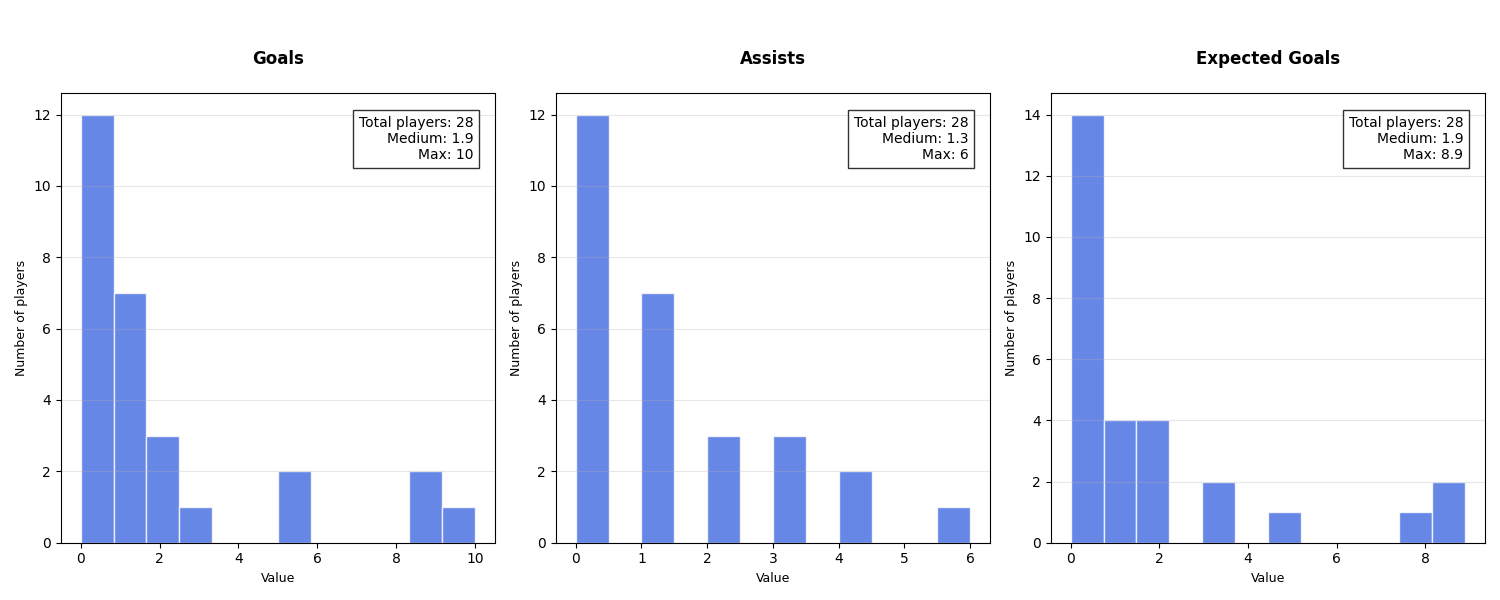 Goals
Total players: 28
Medium: 1.9
Max: 10
12
10
8
6
4
2
0
Number of players
0 2 4 6 8 10
Value
Assists
Total players: 28
Medium: 1.3
Max: 6
12
10
8
6
4
2
0
Number of players
0 1 2 3 4 5 6
Value
Expected Goals
Total players: 28
Medium: 1.9
Max: 8.9
14
12
10
8
6
4
2
0
Number of players
0 2 4 6 8
Value